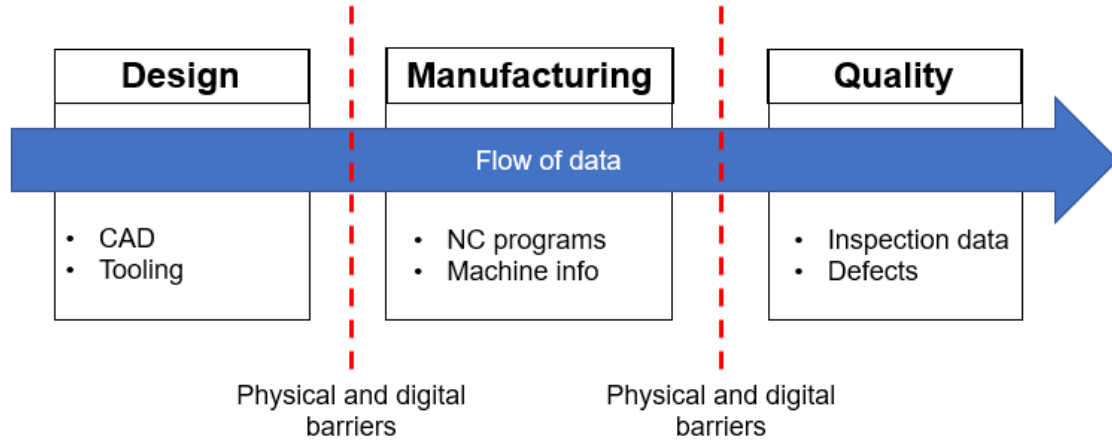 Design
Manufacturing
Quality
Flow of data
• CAD
• Tooling
• NC programs
• Machine info
• Inspection data
• Defects
Physical and digital
barriers
Physical and digital
barriers